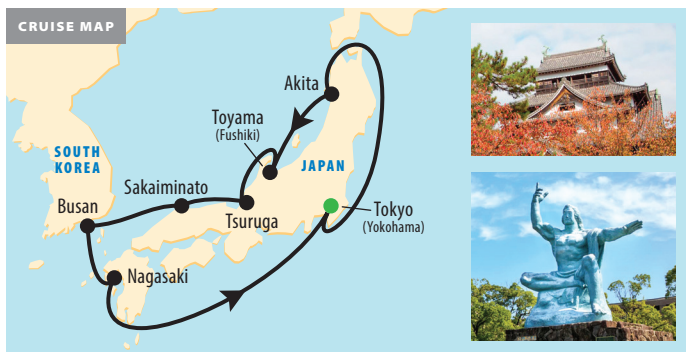 CRUISE MAP
Akita
Toyama
(Fushiki)
SOUTH
KOREA
JAPAN
Sakaiminato
Busan
Tsuruga
Tokyo
(Yokohama)
Nagasaki